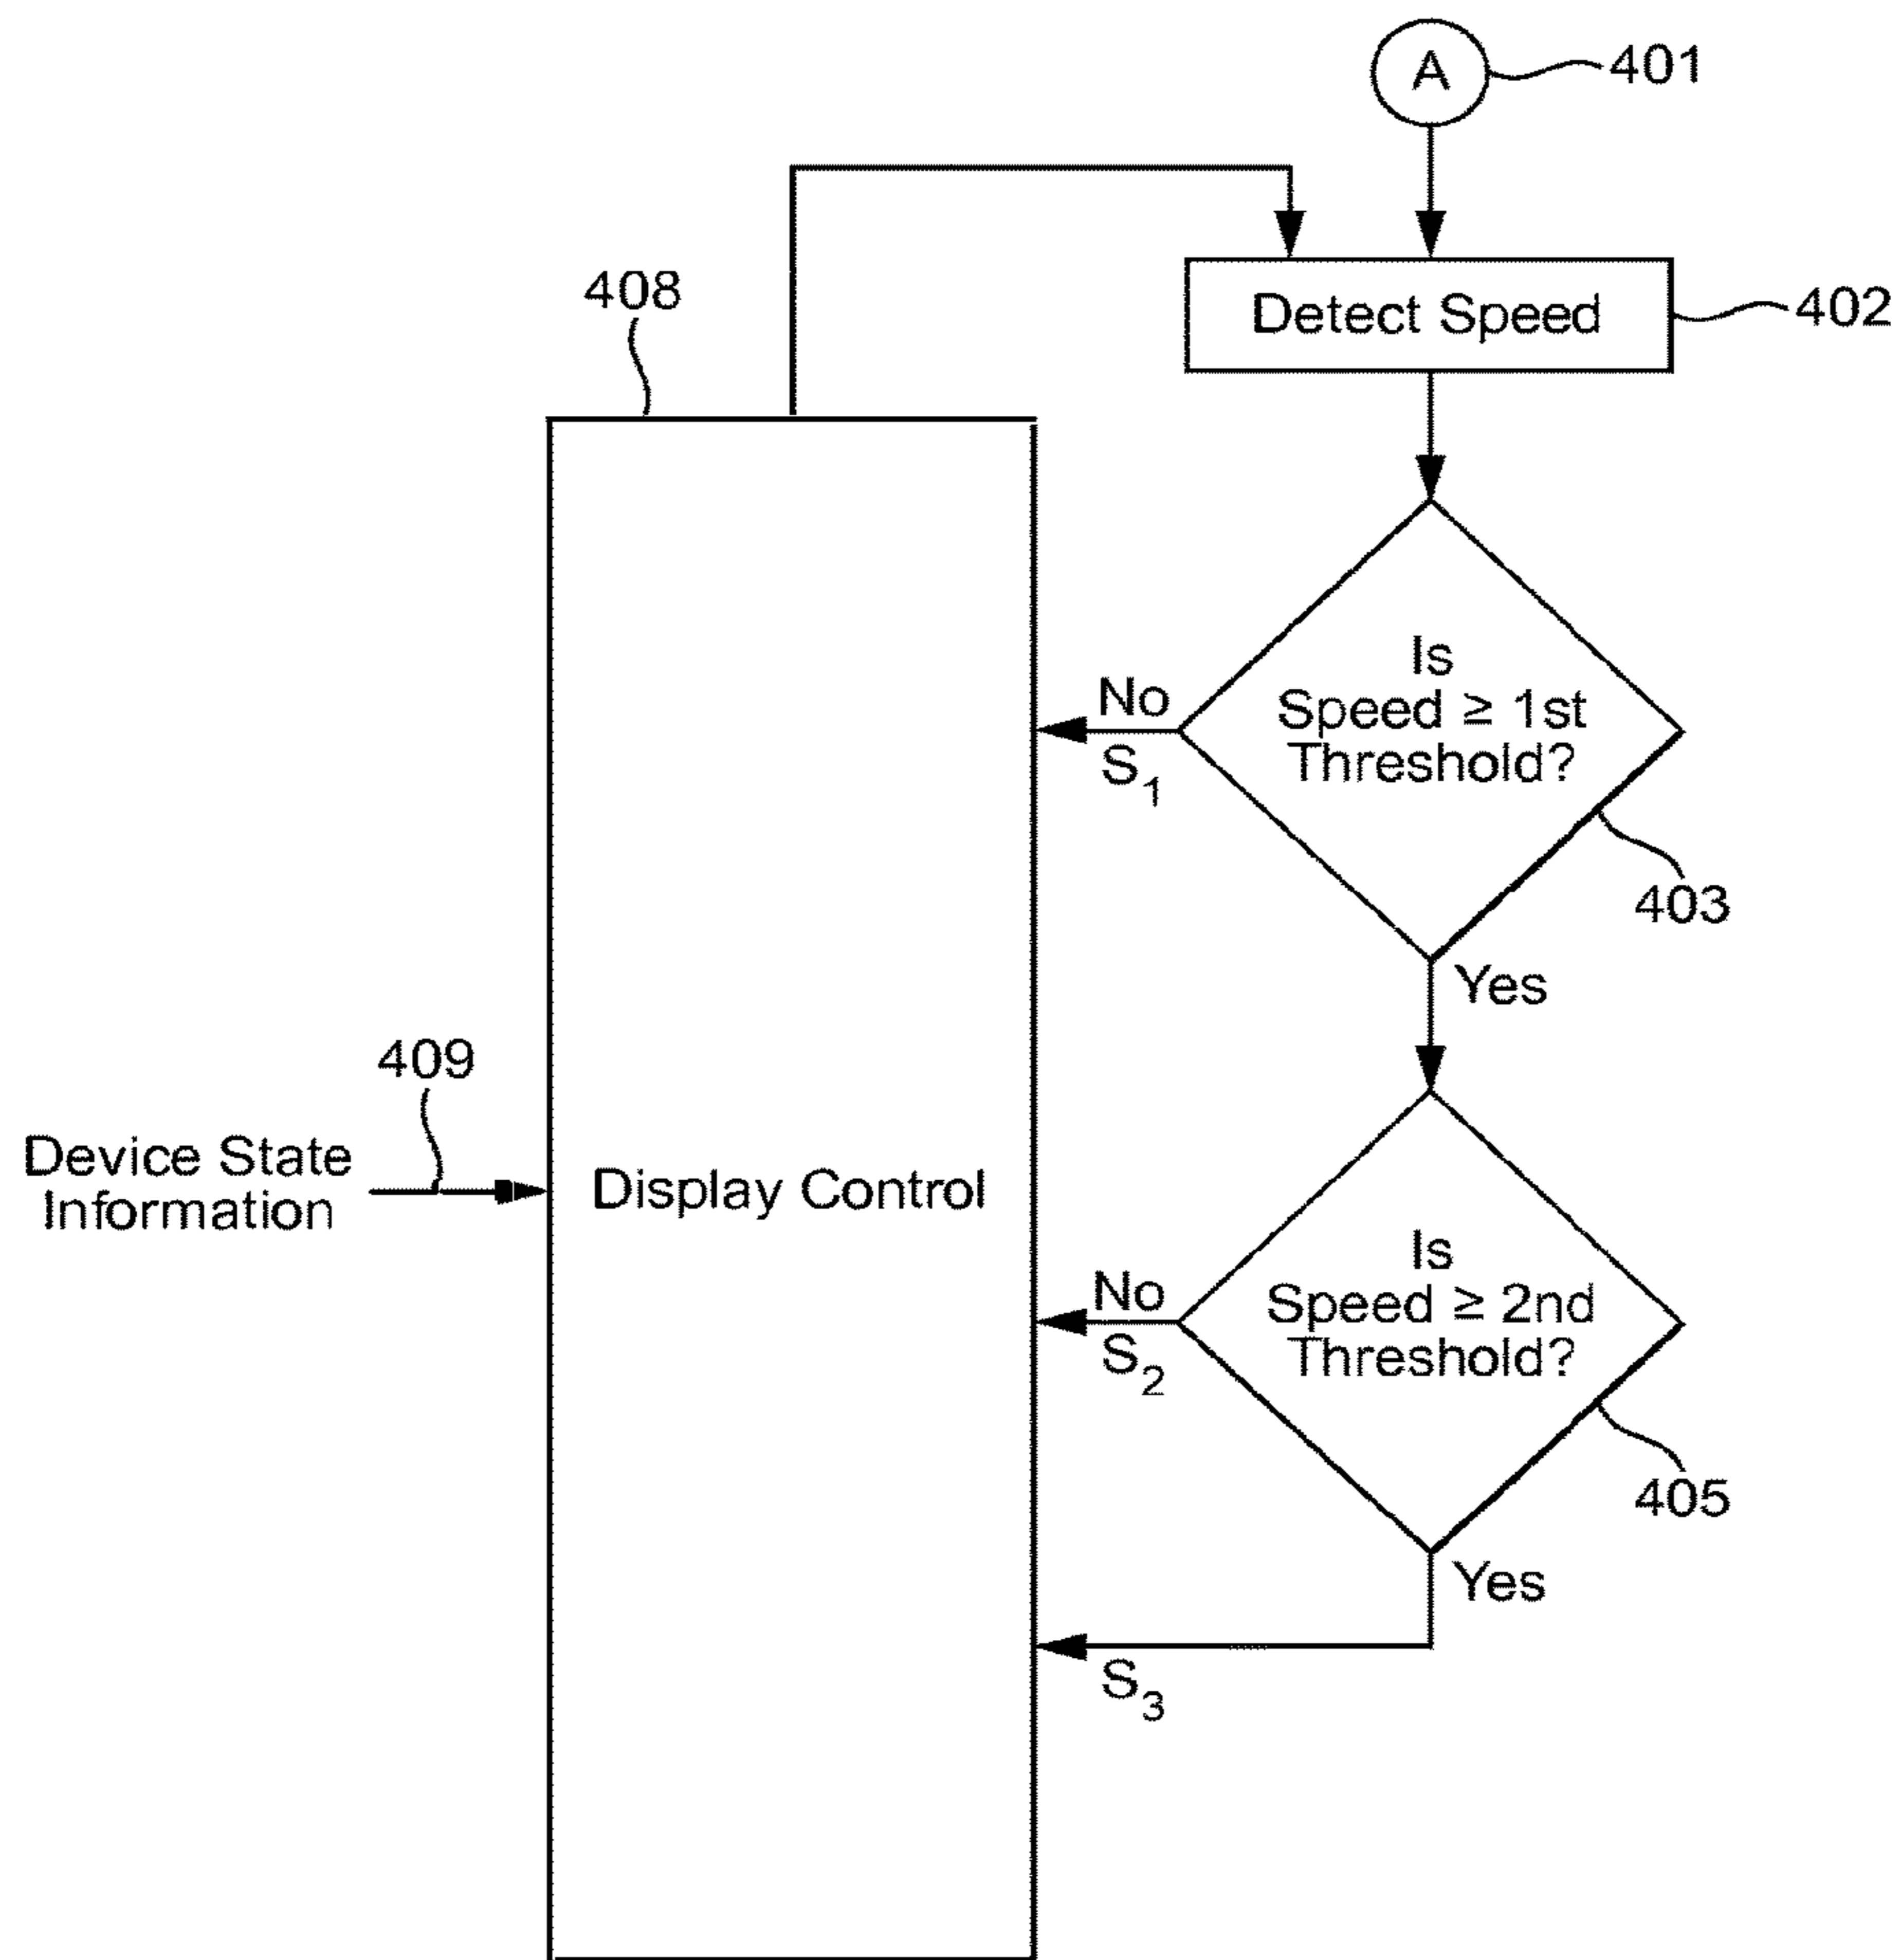 A
401
408
Detect Speed
402
Is
Speed ≥ 1st
Threshold?
No
S1
403
Yes
409
Device State
Information
Display Control
Is
Speed ≥ 2nd
Threshold?
No
S2
405
Yes
S3